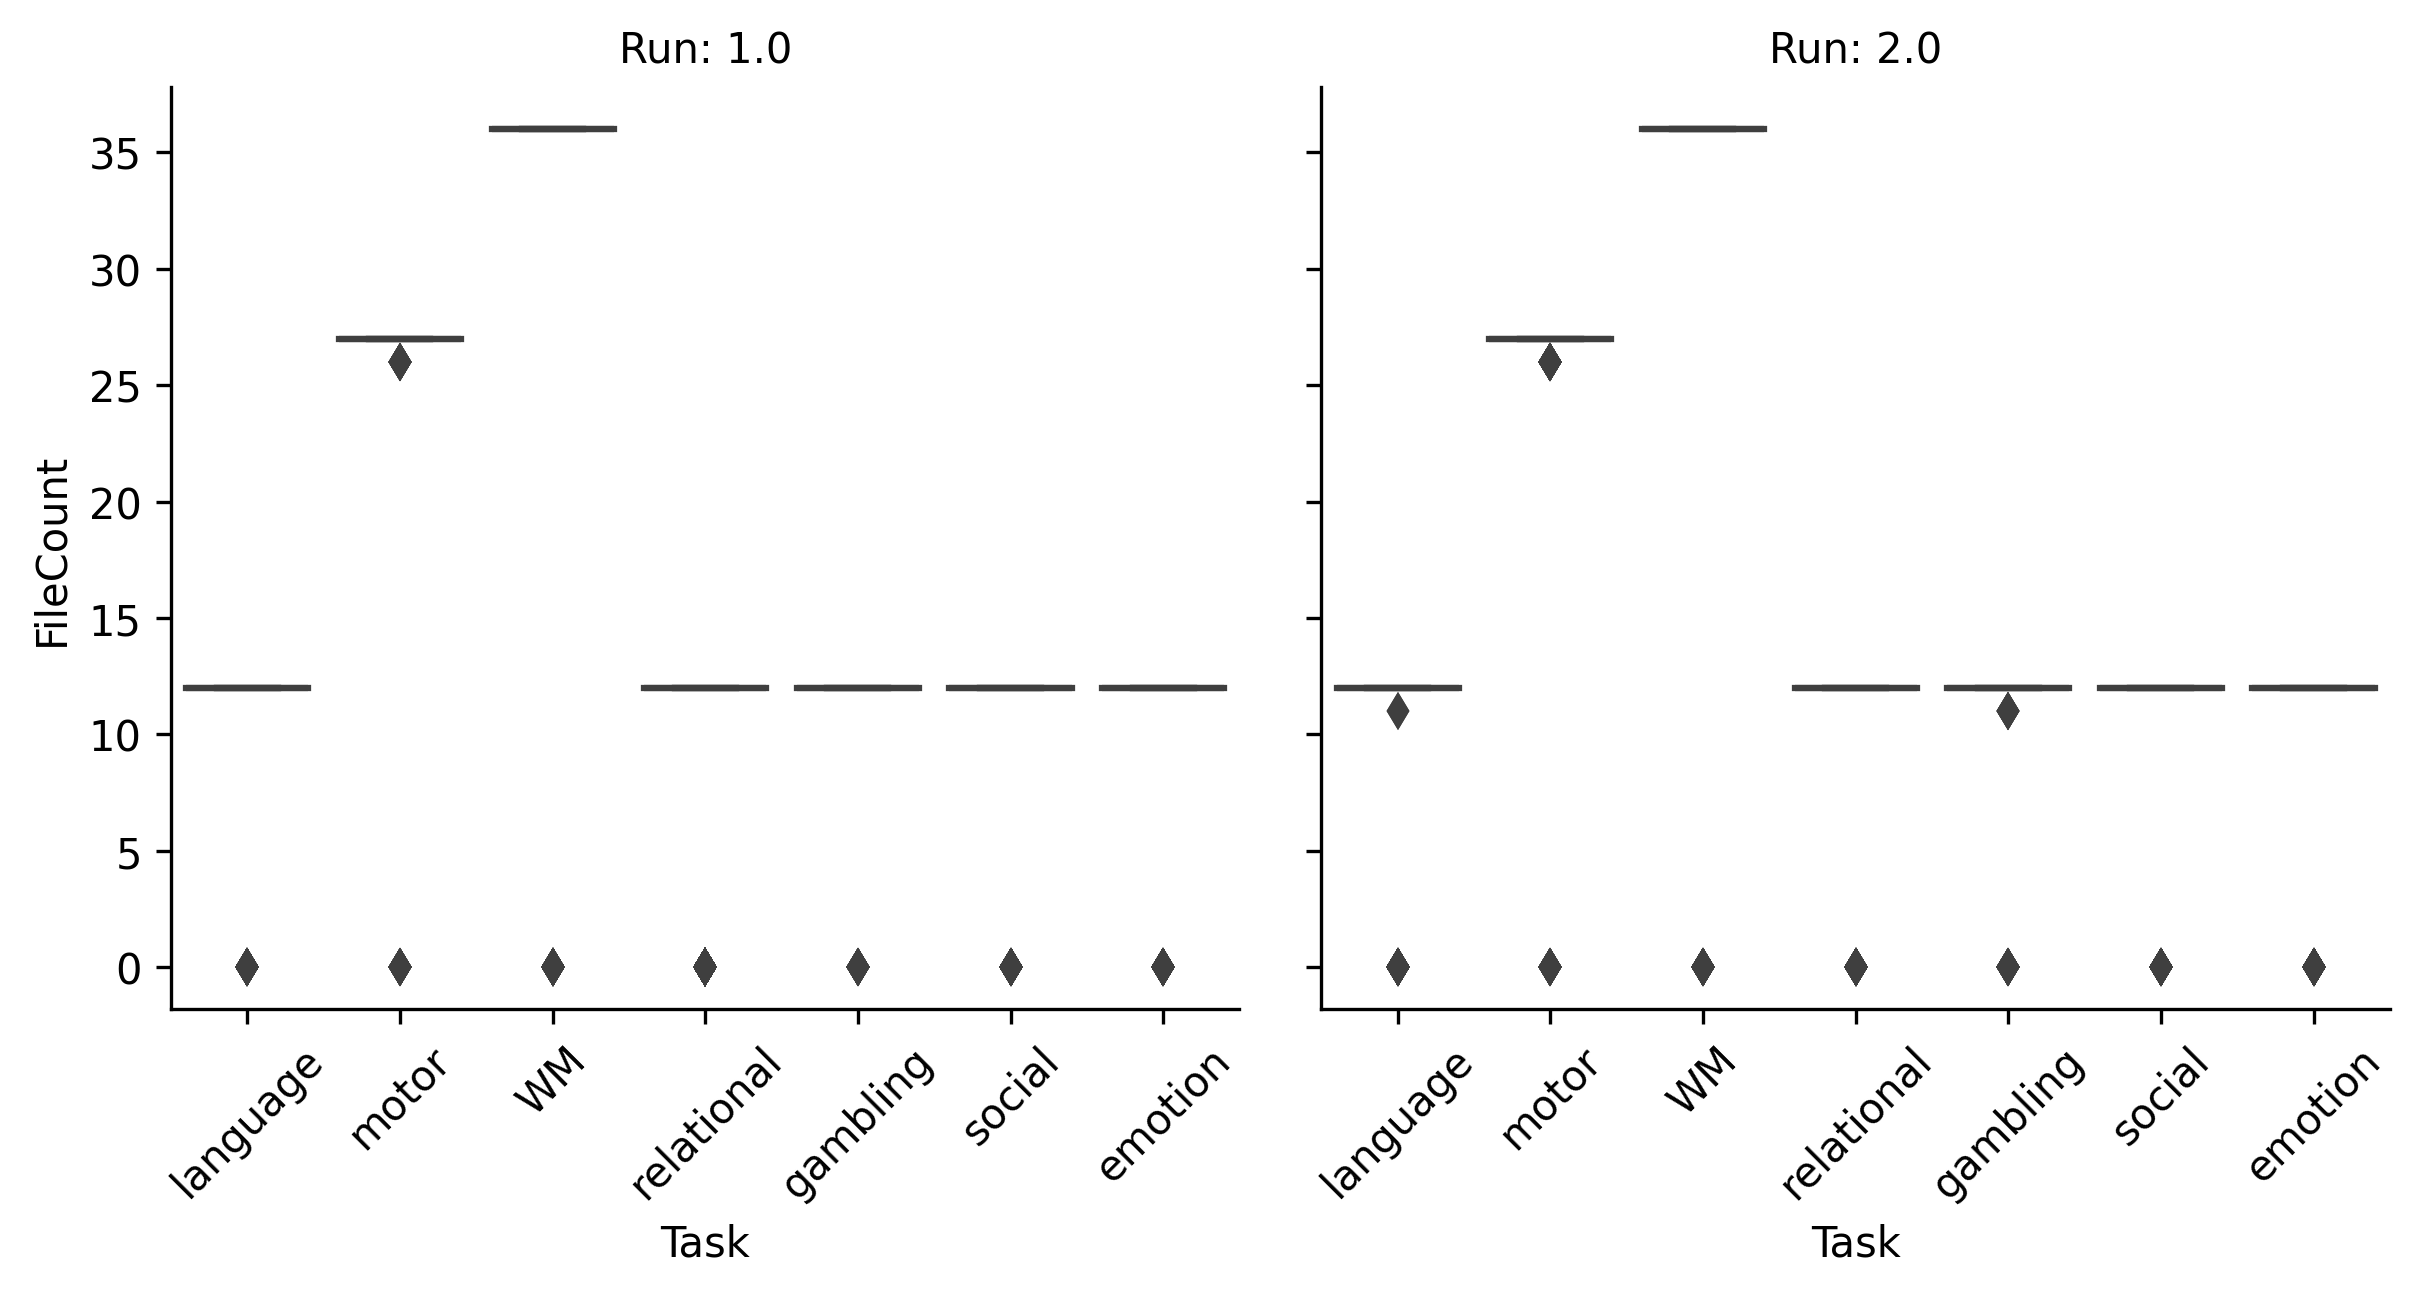 Run: 1.0
Run: 2.0
FileCount
35
30
25
20
15
10
5
0
language
motor
WM
relational
gambling
social
emotion
language
motor
WM
relational
gambling
social
emotion
Task
Task